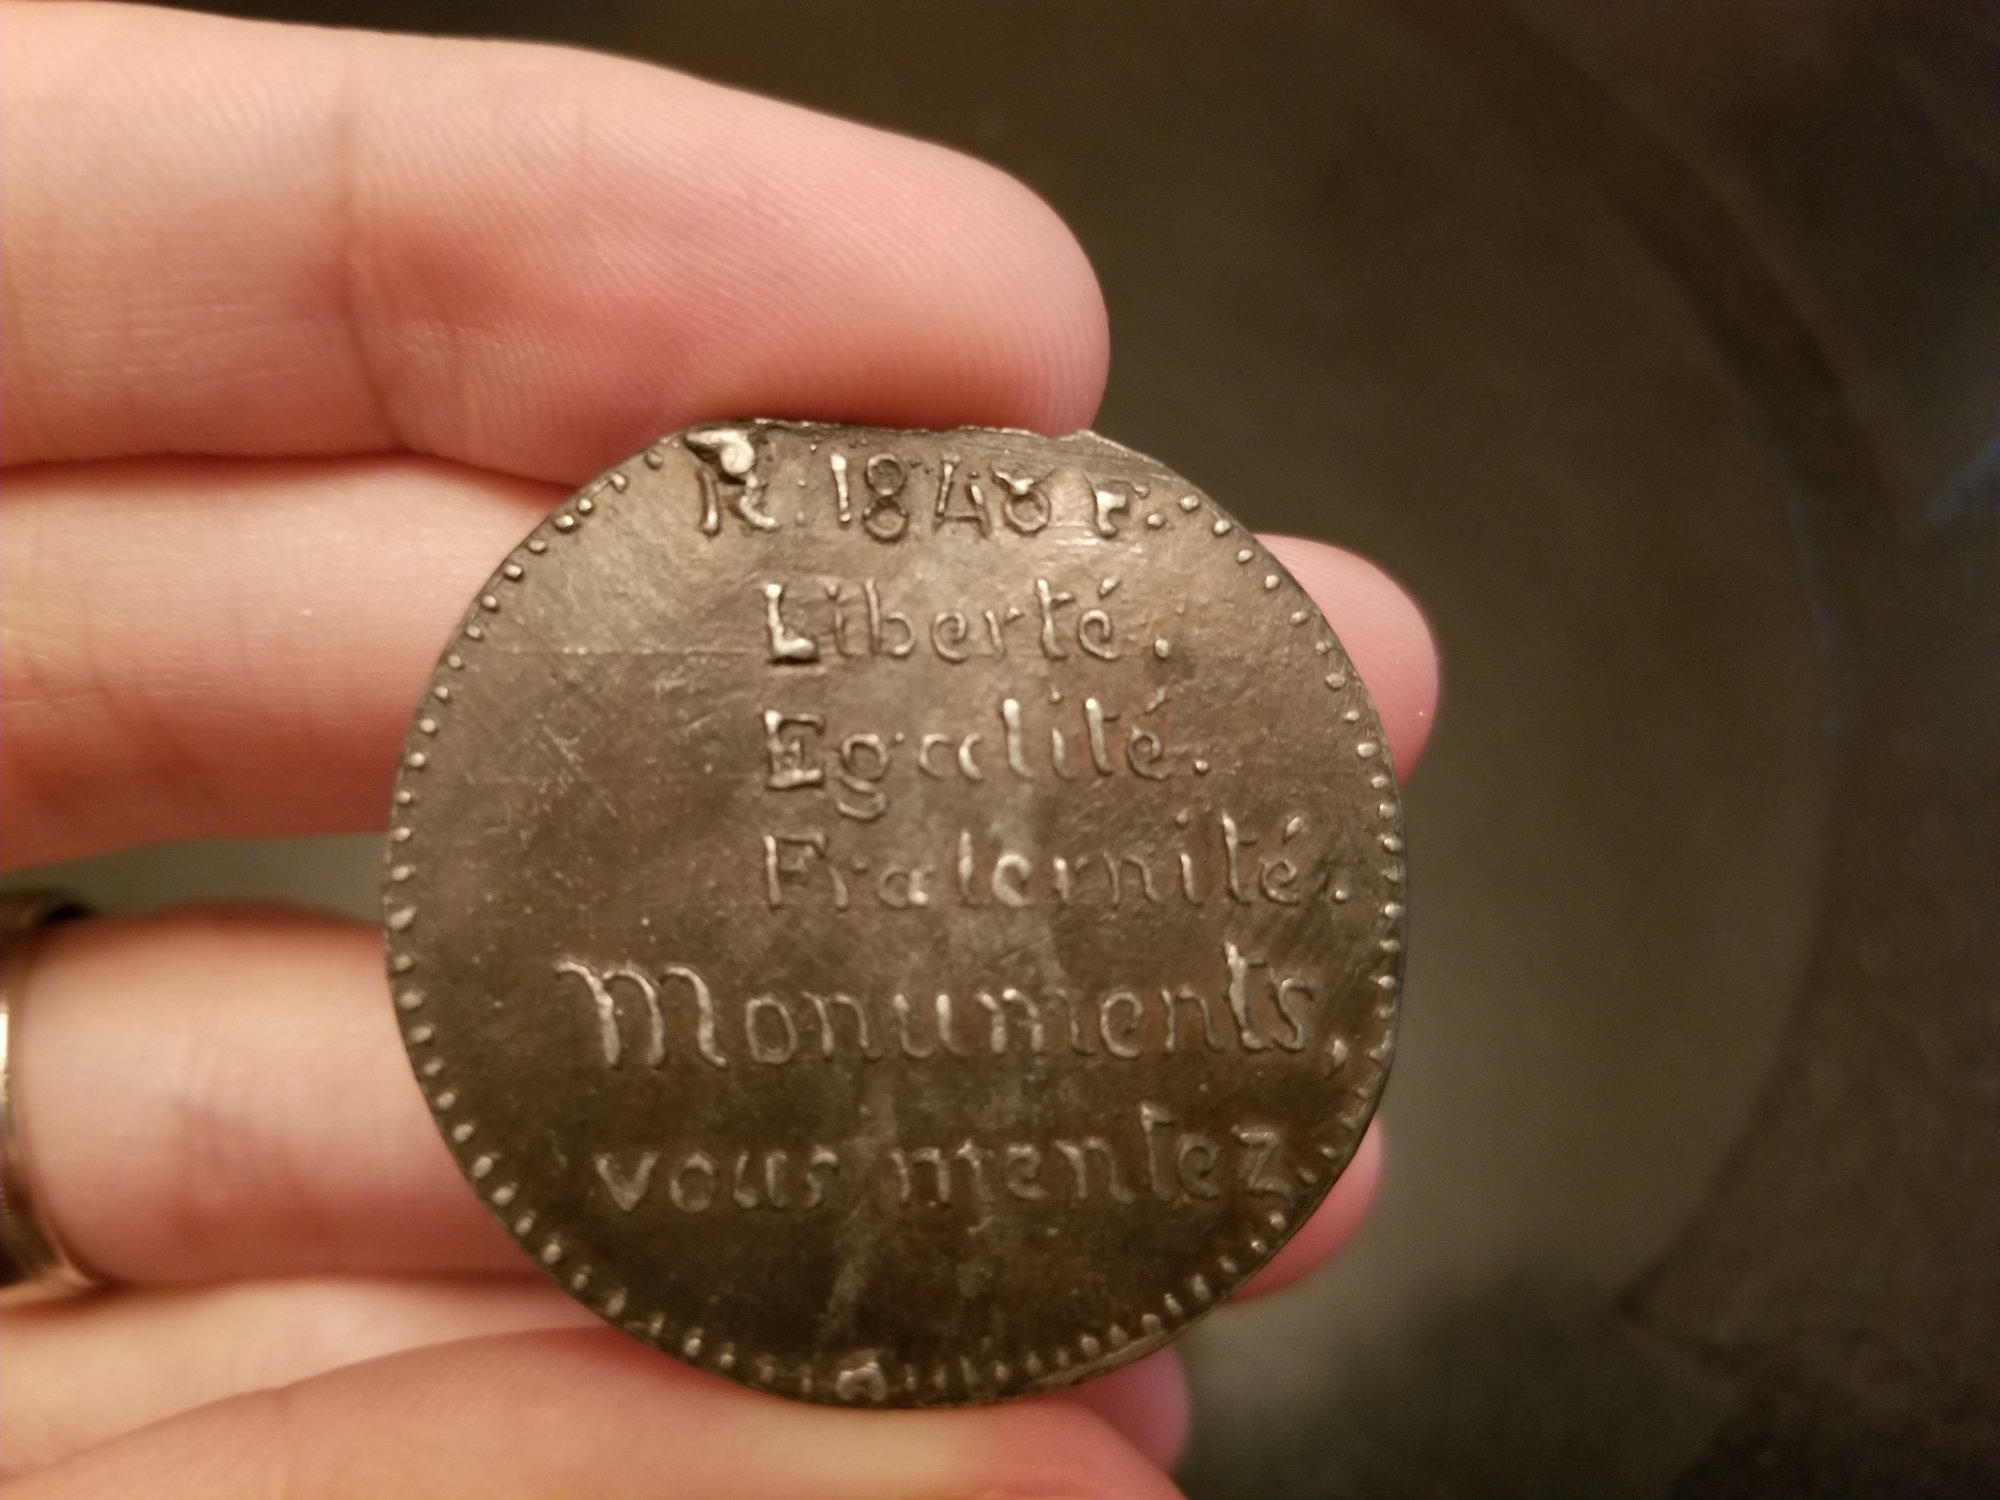 R. 1848 F.
Liberté.
Egalité.
Fraternité.
Monuments,
vous mentez